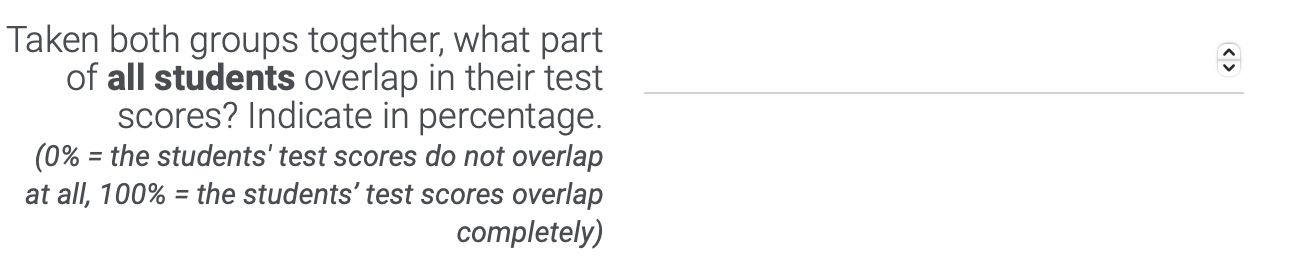 Taken both groups together, what part
of all students overlap in their test
scores? Indicate in percentage.
(0% = the students' test scores do not overlap
at all, 100% = the students’ test scores overlap
completely)